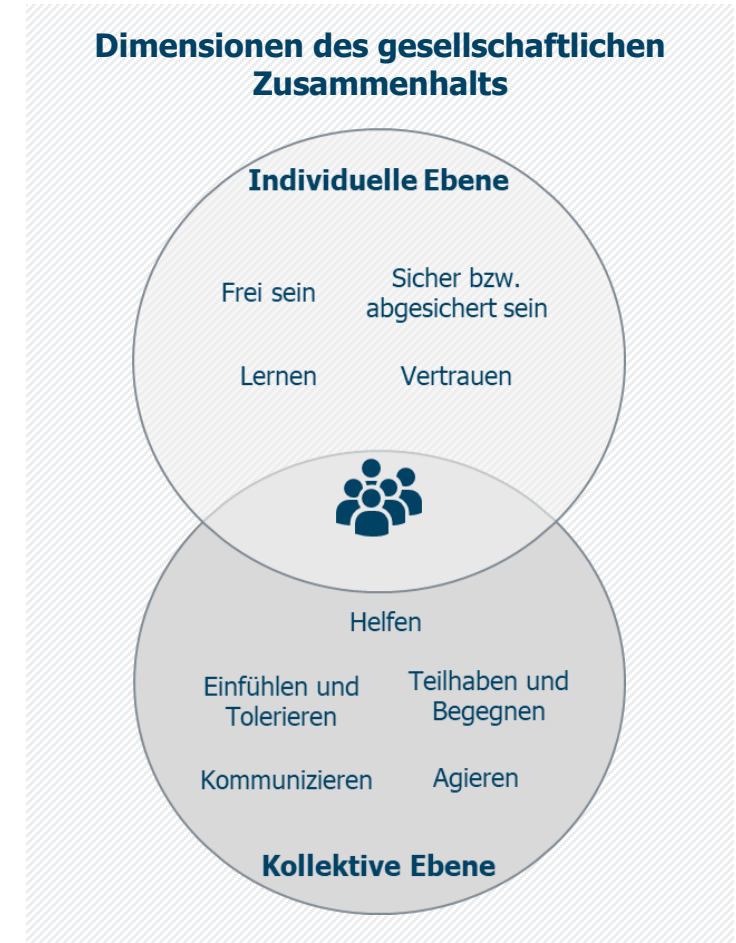 Dimensionen des gesellschaftlichen
Zusammenhalts
Individuelle Ebene
Frei sein
Sicher bzw.
abgesichert sein
Lernen
Vertrauen
Helfen
Einfühlen und
Tolerieren
Teilhaben und
Begegnen
Kommunizieren
Agieren
Kollektive Ebene